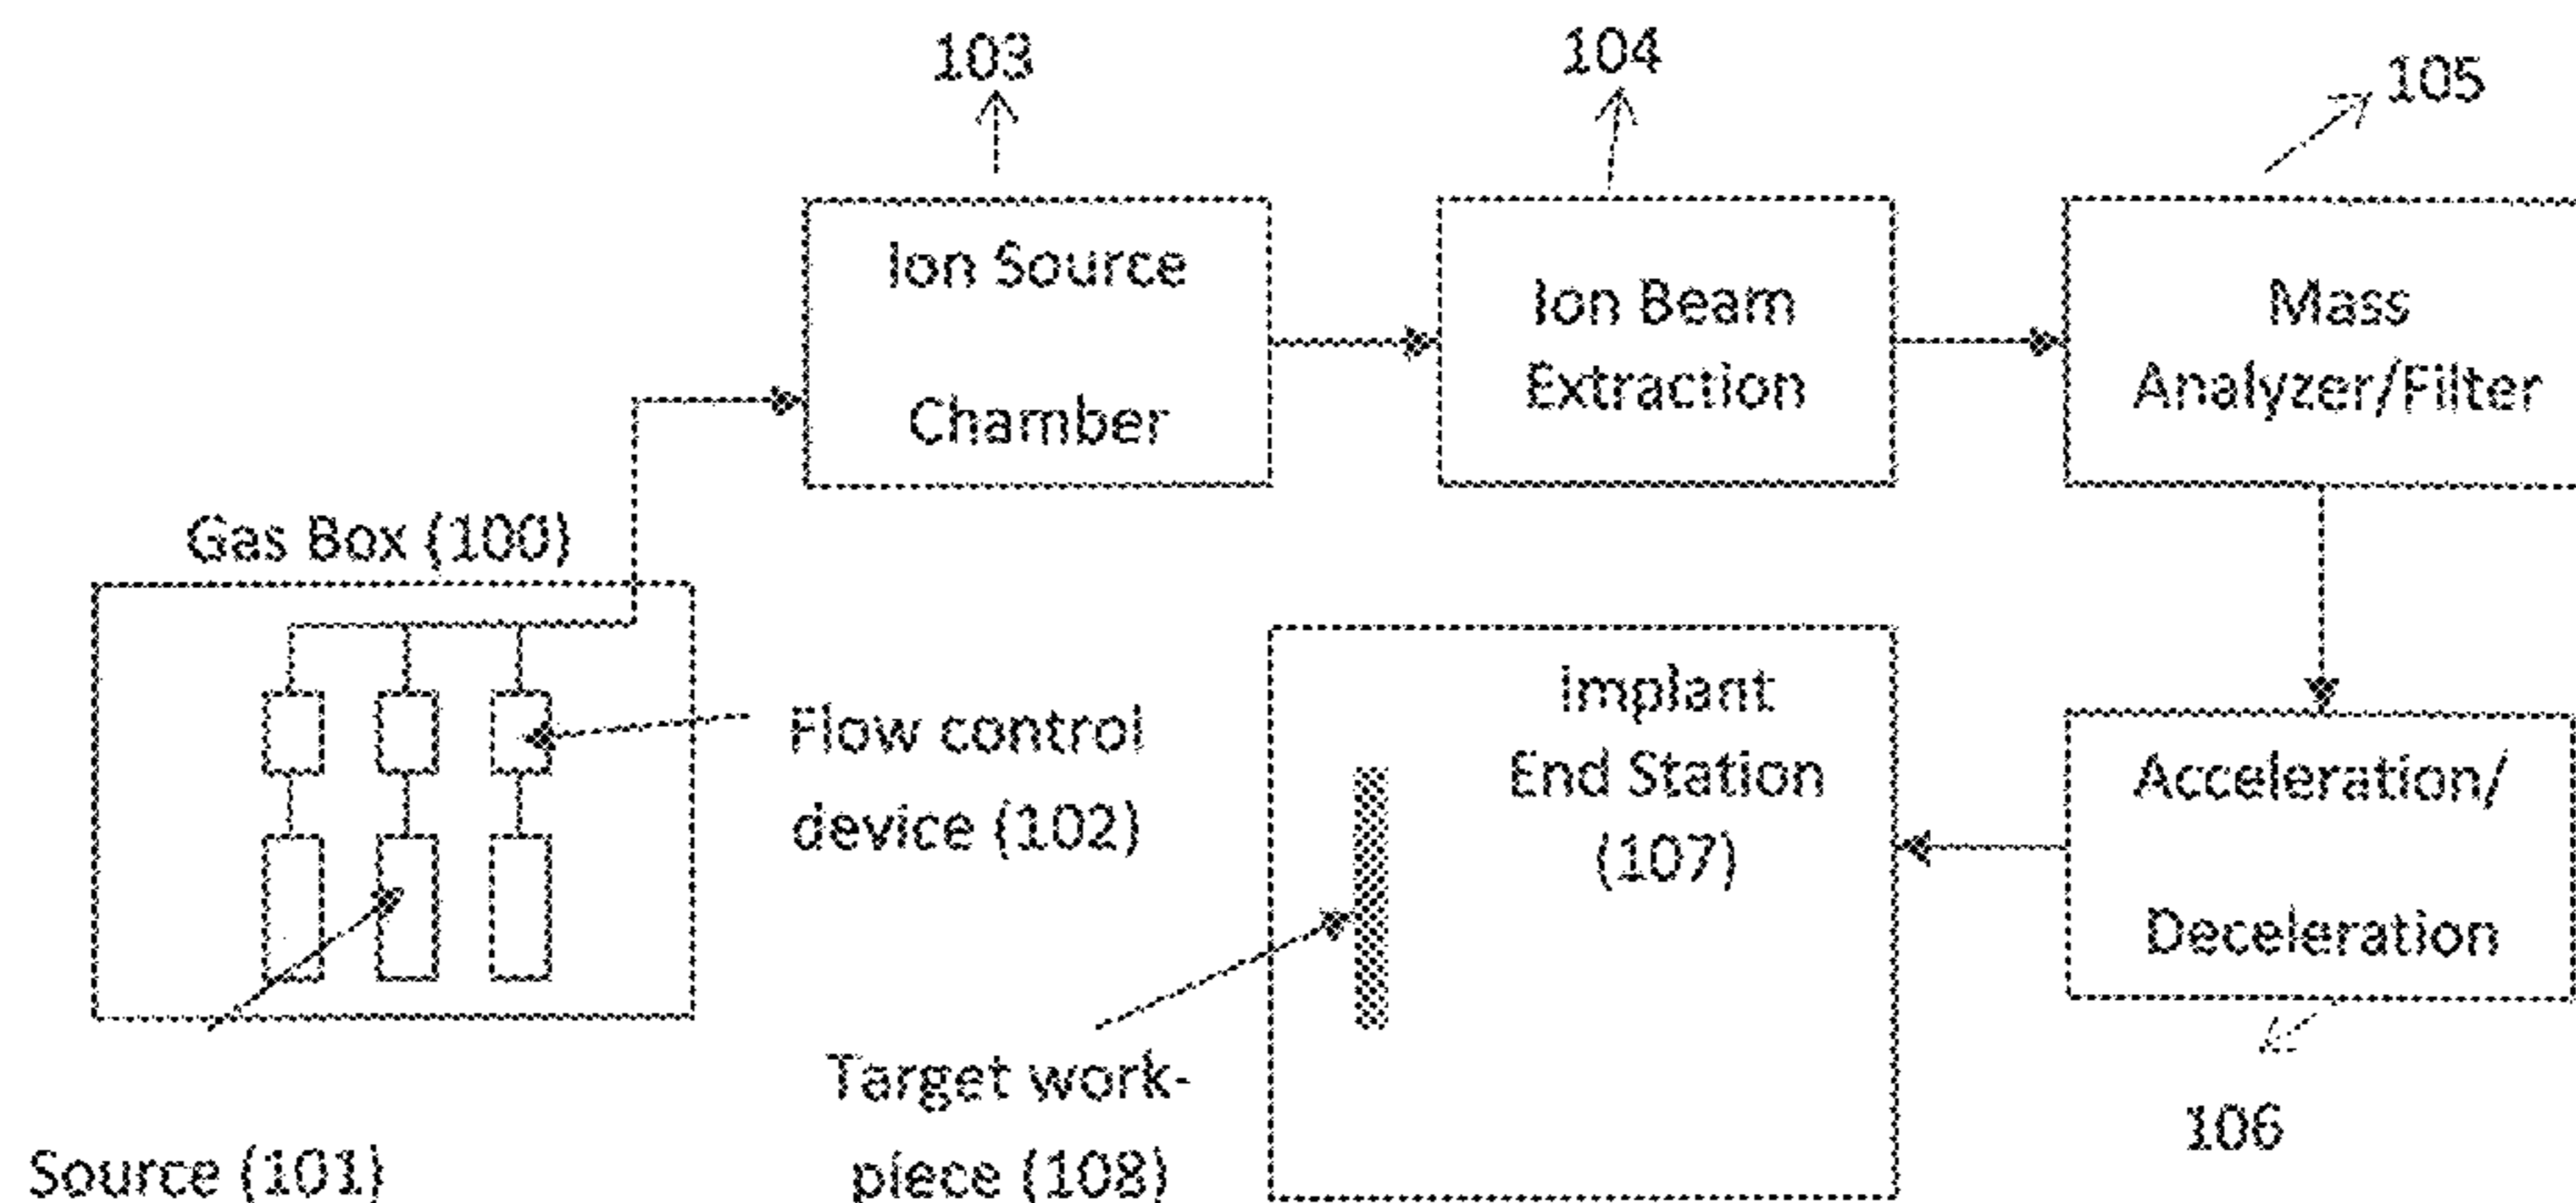 103
104
105
Ion Source
Chamber
Ion Beam
Extraction
Mass
Analyzer/Filter
Gas Box (100)
Flow control
device (102)
Implant
End Station
(107)
Acceleration/
Deceleration
Target work-
piece (108)
106
Source (101)